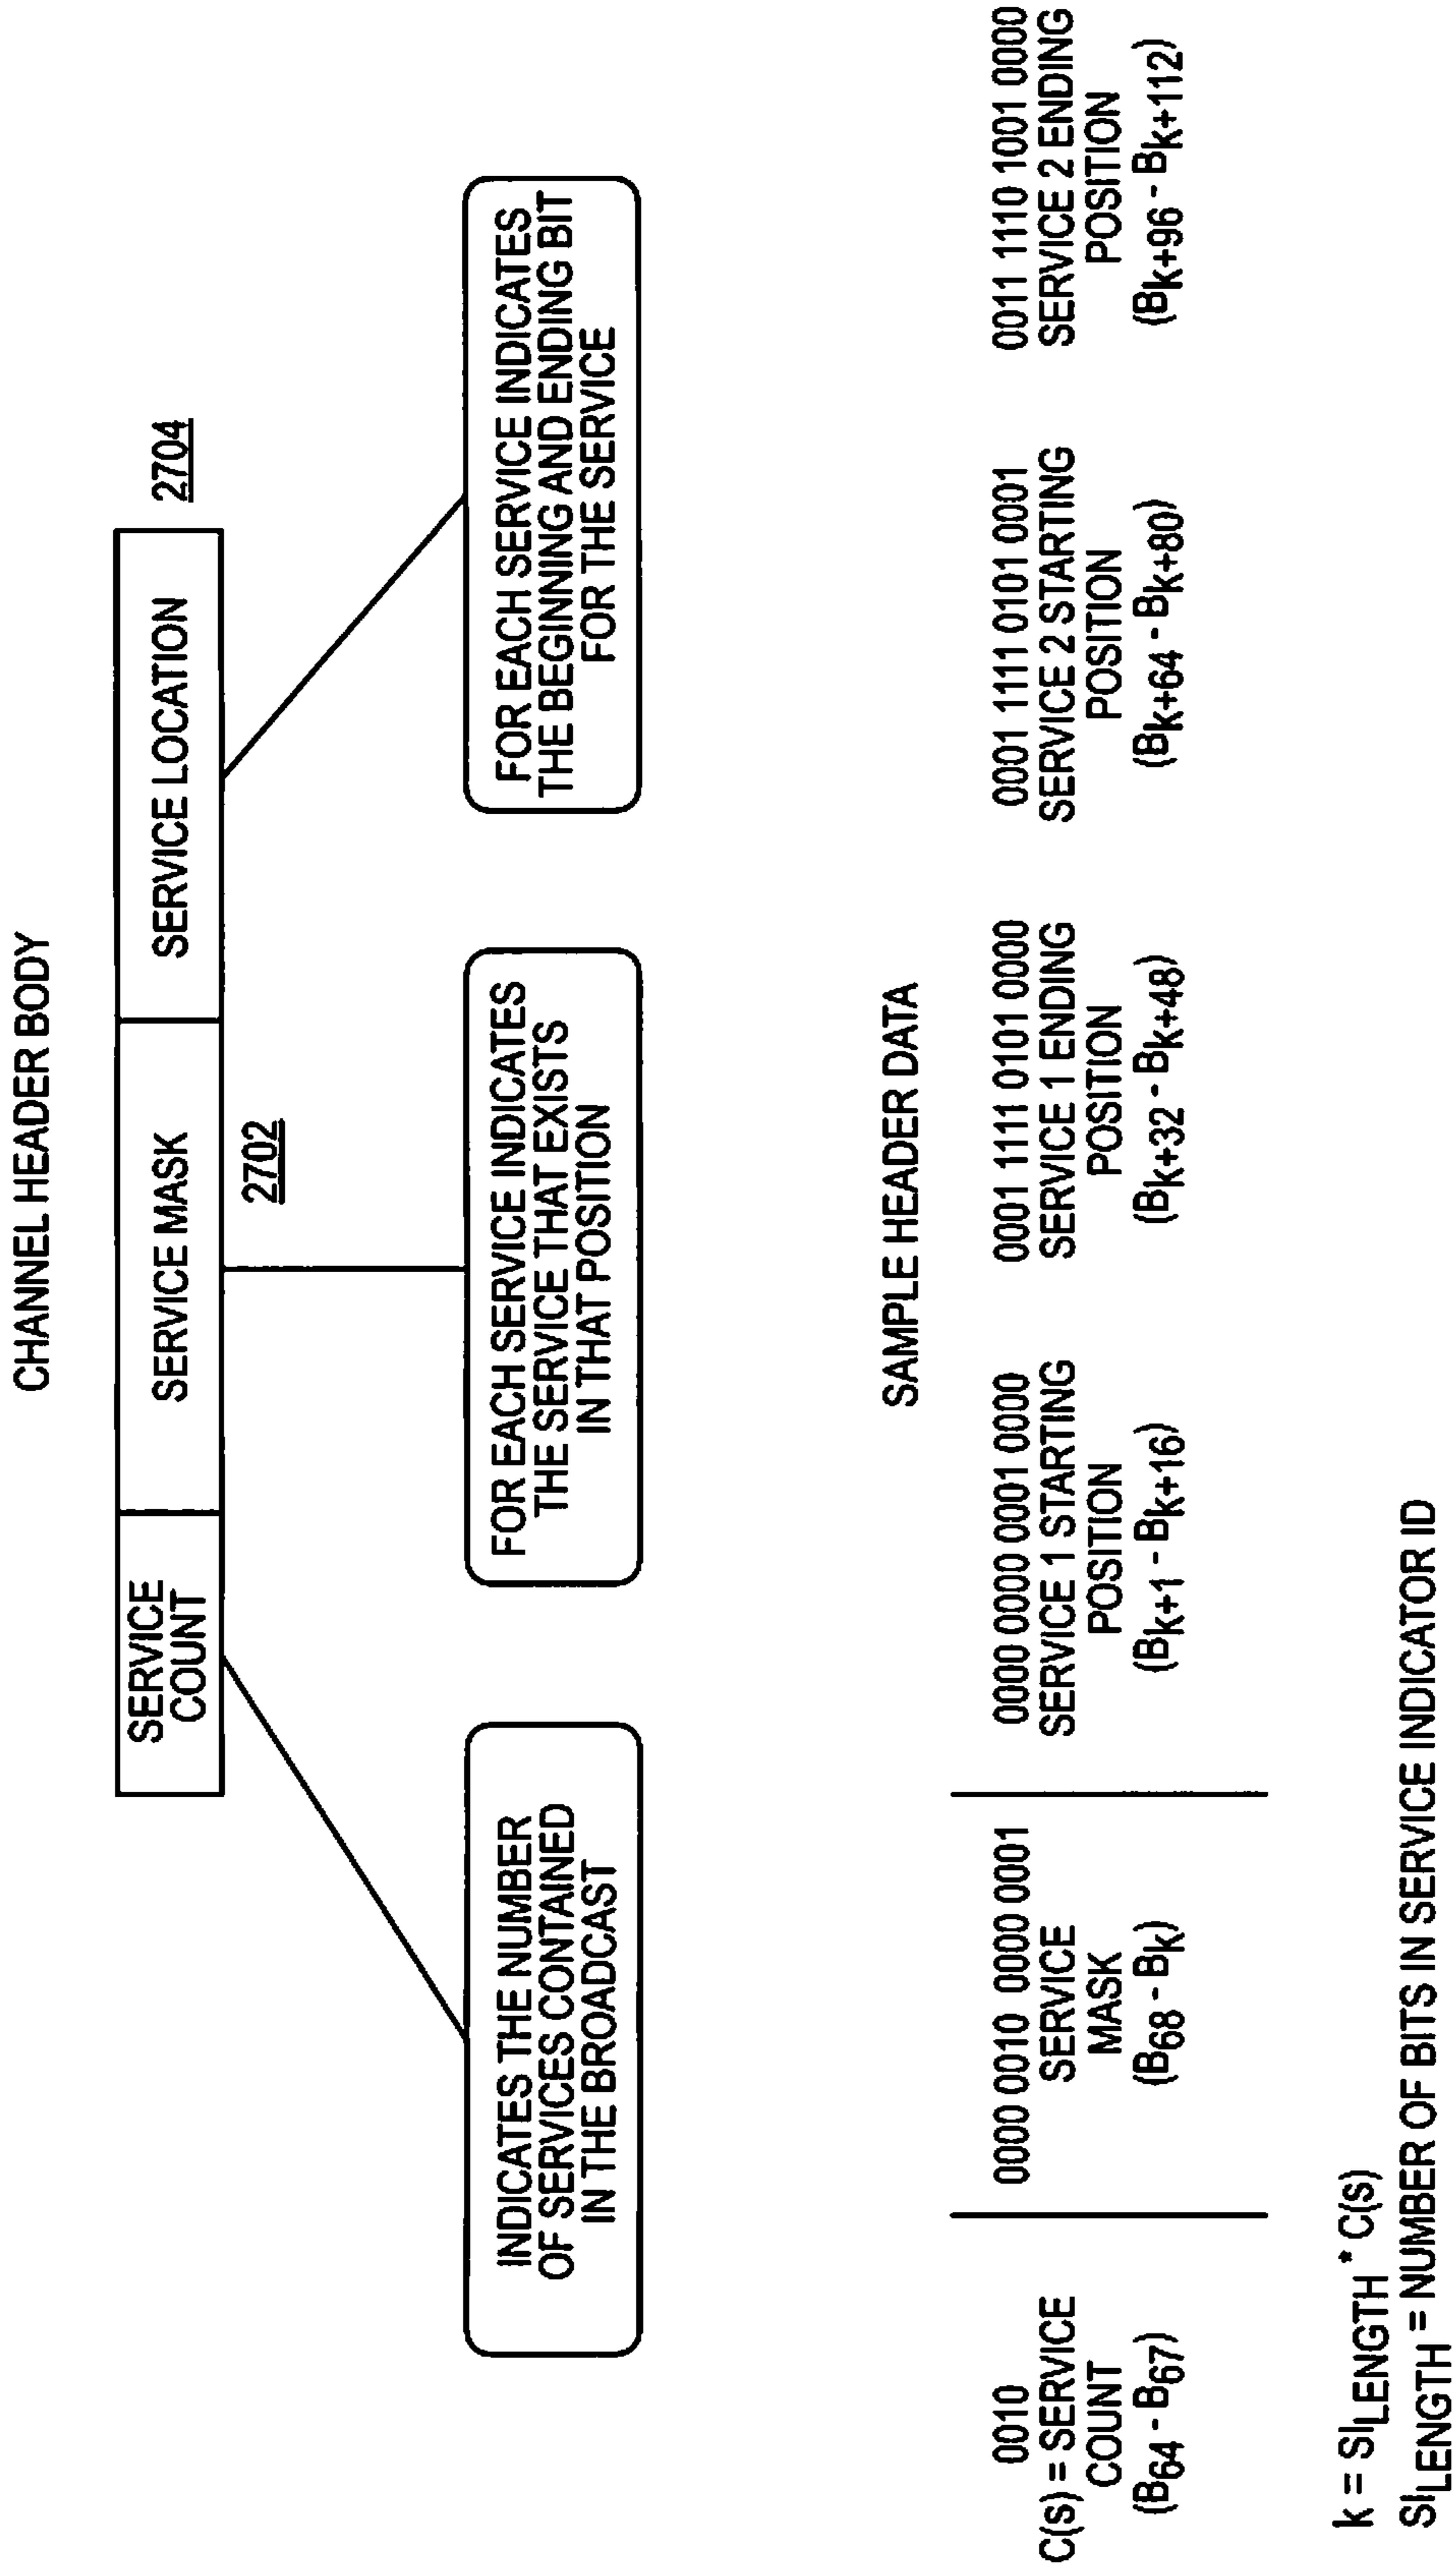 CHANNEL HEADER BODY
SERVICE
COUNT
SERVICE MASK
SERVICE LOCATION
2704
2702
INDICATES THE NUMBER
OF SERVICES CONTAINED
IN THE BROADCAST
FOR EACH SERVICE INDICATES
THE SERVICE THAT EXISTS
IN THAT POSITION
FOR EACH SERVICE INDICATES
THE BEGINNING AND ENDING BIT
FOR THE SERVICE
SAMPLE HEADER DATA
0010
C(s) = SERVICE
COUNT
(B64 - B67)
0000 0010 0000 0001
SERVICE
MASK
(B68 - Bk)
0000 0000 0001 0000
SERVICE 1 STARTING
POSITION
(Bk+1 - Bk+16)
0001 1111 0101 0000
SERVICE 1 ENDING
POSITION
(Bk+32 - Bk+48)
0001 1111 0101 0001
SERVICE 2 STARTING
POSITION
(Bk+64 - Bk+80)
0011 1110 1001 0000
SERVICE 2 ENDING
POSITION
(Bk+96 - Bk+112)
k = SILENGTH * C(s)
SILENGTH = NUMBER OF BITS IN SERVICE INDICATOR ID